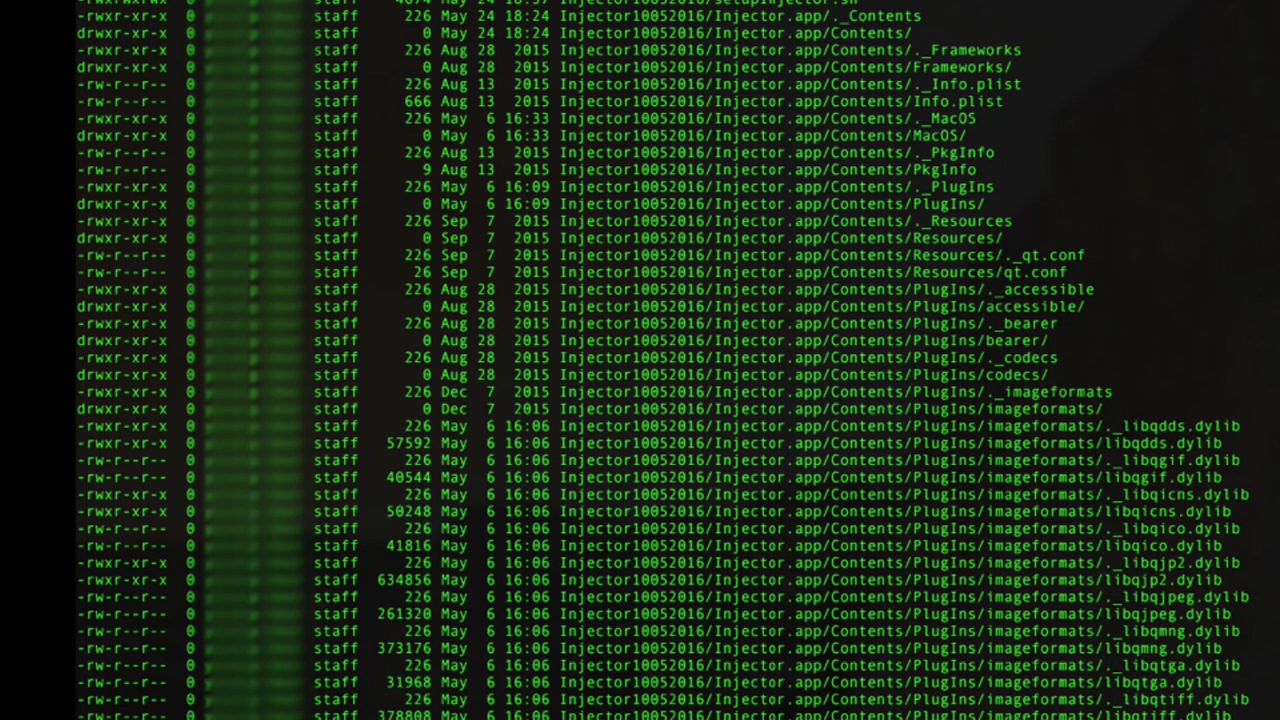 -rwxrwxrwx 0 staff 4074 May 24 18:37 Injector10052016/setupInjector.sh
-rwxr-xr-x 0 staff 226 May 24 18:24 Injector10052016/Injector.app/._Contents
drwxr-xr-x 0 staff 0 May 24 18:24 Injector10052016/Injector.app/Contents/
-rwxr-xr-x 0 staff 226 Aug 28 2015 Injector10052016/Injector.app/Contents/._Frameworks
drwxr-xr-x 0 staff 0 Aug 28 2015 Injector10052016/Injector.app/Contents/Frameworks/
-rw-r--r-- 0 staff 226 Aug 13 2015 Injector10052016/Injector.app/Contents/._Info.plist
-rw-r--r-- 0 staff 666 Aug 13 2015 Injector10052016/Injector.app/Contents/Info.plist
-rwxr-xr-x 0 staff 226 May 6 16:33 Injector10052016/Injector.app/Contents/._MacOS
drwxr-xr-x 0 staff 0 May 6 16:33 Injector10052016/Injector.app/Contents/MacOS/
-rw-r--r-- 0 staff 226 Aug 13 2015 Injector10052016/Injector.app/Contents/._PkgInfo
-rw-r--r-- 0 staff 9 Aug 13 2015 Injector10052016/Injector.app/Contents/PkgInfo
-rwxr-xr-x 0 staff 226 May 6 16:09 Injector10052016/Injector.app/Contents/._PlugIns
drwxr-xr-x 0 staff 0 May 6 16:09 Injector10052016/Injector.app/Contents/PlugIns/
-rwxr-xr-x 0 staff 226 Sep 7 2015 Injector10052016/Injector.app/Contents/._Resources
drwxr-xr-x 0 staff 0 Sep 7 2015 Injector10052016/Injector.app/Contents/Resources/
-rw-r--r-- 0 staff 226 Sep 7 2015 Injector10052016/Injector.app/Contents/Resources/._qt.conf
-rw-r--r-- 0 staff 26 Sep 7 2015 Injector10052016/Injector.app/Contents/Resources/qt.conf
-rwxr-xr-x 0 staff 226 Aug 28 2015 Injector10052016/Injector.app/Contents/PlugIns/._accessible
drwxr-xr-x 0 staff 0 Aug 28 2015 Injector10052016/Injector.app/Contents/PlugIns/accessible/
-rwxr-xr-x 0 staff 226 Aug 28 2015 Injector10052016/Injector.app/Contents/PlugIns/._bearer
drwxr-xr-x 0 staff 0 Aug 28 2015 Injector10052016/Injector.app/Contents/PlugIns/bearer/
-rwxr-xr-x 0 staff 226 Aug 28 2015 Injector10052016/Injector.app/Contents/PlugIns/._codecs
drwxr-xr-x 0 staff 0 Aug 28 2015 Injector10052016/Injector.app/Contents/PlugIns/codecs/
-rwxr-xr-x 0 staff 226 Dec 7 2015 Injector10052016/Injector.app/Contents/PlugIns/._imageformats
drwxr-xr-x 0 staff 0 Dec 7 2015 Injector10052016/Injector.app/Contents/PlugIns/imageformats/
-rwxr-xr-x 0 staff 226 May 6 16:06 Injector10052016/Injector.app/Contents/PlugIns/imageformats/._libqdds.dylib
-rwxr-xr-x 0 staff 57592 May 6 16:06 Injector10052016/Injector.app/Contents/PlugIns/imageformats/libqdds.dylib
-rw-r--r-- 0 staff 226 May 6 16:06 Injector10052016/Injector.app/Contents/PlugIns/imageformats/._libqgif.dylib
-rw-r--r-- 0 staff 40544 May 6 16:06 Injector10052016/Injector.app/Contents/PlugIns/imageformats/libqgif.dylib
-rwxr-xr-x 0 staff 226 May 6 16:06 Injector10052016/Injector.app/Contents/PlugIns/imageformats/._libqicns.dylib
-rwxr-xr-x 0 staff 50248 May 6 16:06 Injector10052016/Injector.app/Contents/PlugIns/imageformats/libqicns.dylib
-rw-r--r-- 0 staff 226 May 6 16:06 Injector10052016/Injector.app/Contents/PlugIns/imageformats/._libqico.dylib
-rw-r--r-- 0 staff 41816 May 6 16:06 Injector10052016/Injector.app/Contents/PlugIns/imageformats/libqico.dylib
-rwxr-xr-x 0 staff 226 May 6 16:06 Injector10052016/Injector.app/Contents/PlugIns/imageformats/._libqjp2.dylib
-rwxr-xr-x 0 staff 634856 May 6 16:06 Injector10052016/Injector.app/Contents/PlugIns/imageformats/libqjp2.dylib
-rw-r--r-- 0 staff 226 May 6 16:06 Injector10052016/Injector.app/Contents/PlugIns/imageformats/._libqjpeg.dylib
-rw-r--r-- 0 staff 261320 May 6 16:06 Injector10052016/Injector.app/Contents/PlugIns/imageformats/libqjpeg.dylib
-rw-r--r-- 0 staff 226 May 6 16:06 Injector10052016/Injector.app/Contents/PlugIns/imageformats/._libqmng.dylib
-rw-r--r-- 0 staff 373176 May 6 16:06 Injector10052016/Injector.app/Contents/PlugIns/imageformats/libqmng.dylib
-rw-r--r-- 0 staff 226 May 6 16:06 Injector10052016/Injector.app/Contents/PlugIns/imageformats/._libqtga.dylib
-rw-r--r-- 0 staff 31968 May 6 16:06 Injector10052016/Injector.app/Contents/PlugIns/imageformats/libqtga.dylib
-rw-r--r-- 0 staff 226 May 6 16:06 Injector10052016/Injector.app/Contents/PlugIns/imageformats/._libqtiff.dylib
-rw-r--r-- 0 staff 378808 May 6 16:06 Injector10052016/Injector.app/Contents/PlugIns/imageformats/libqtiff.dylib